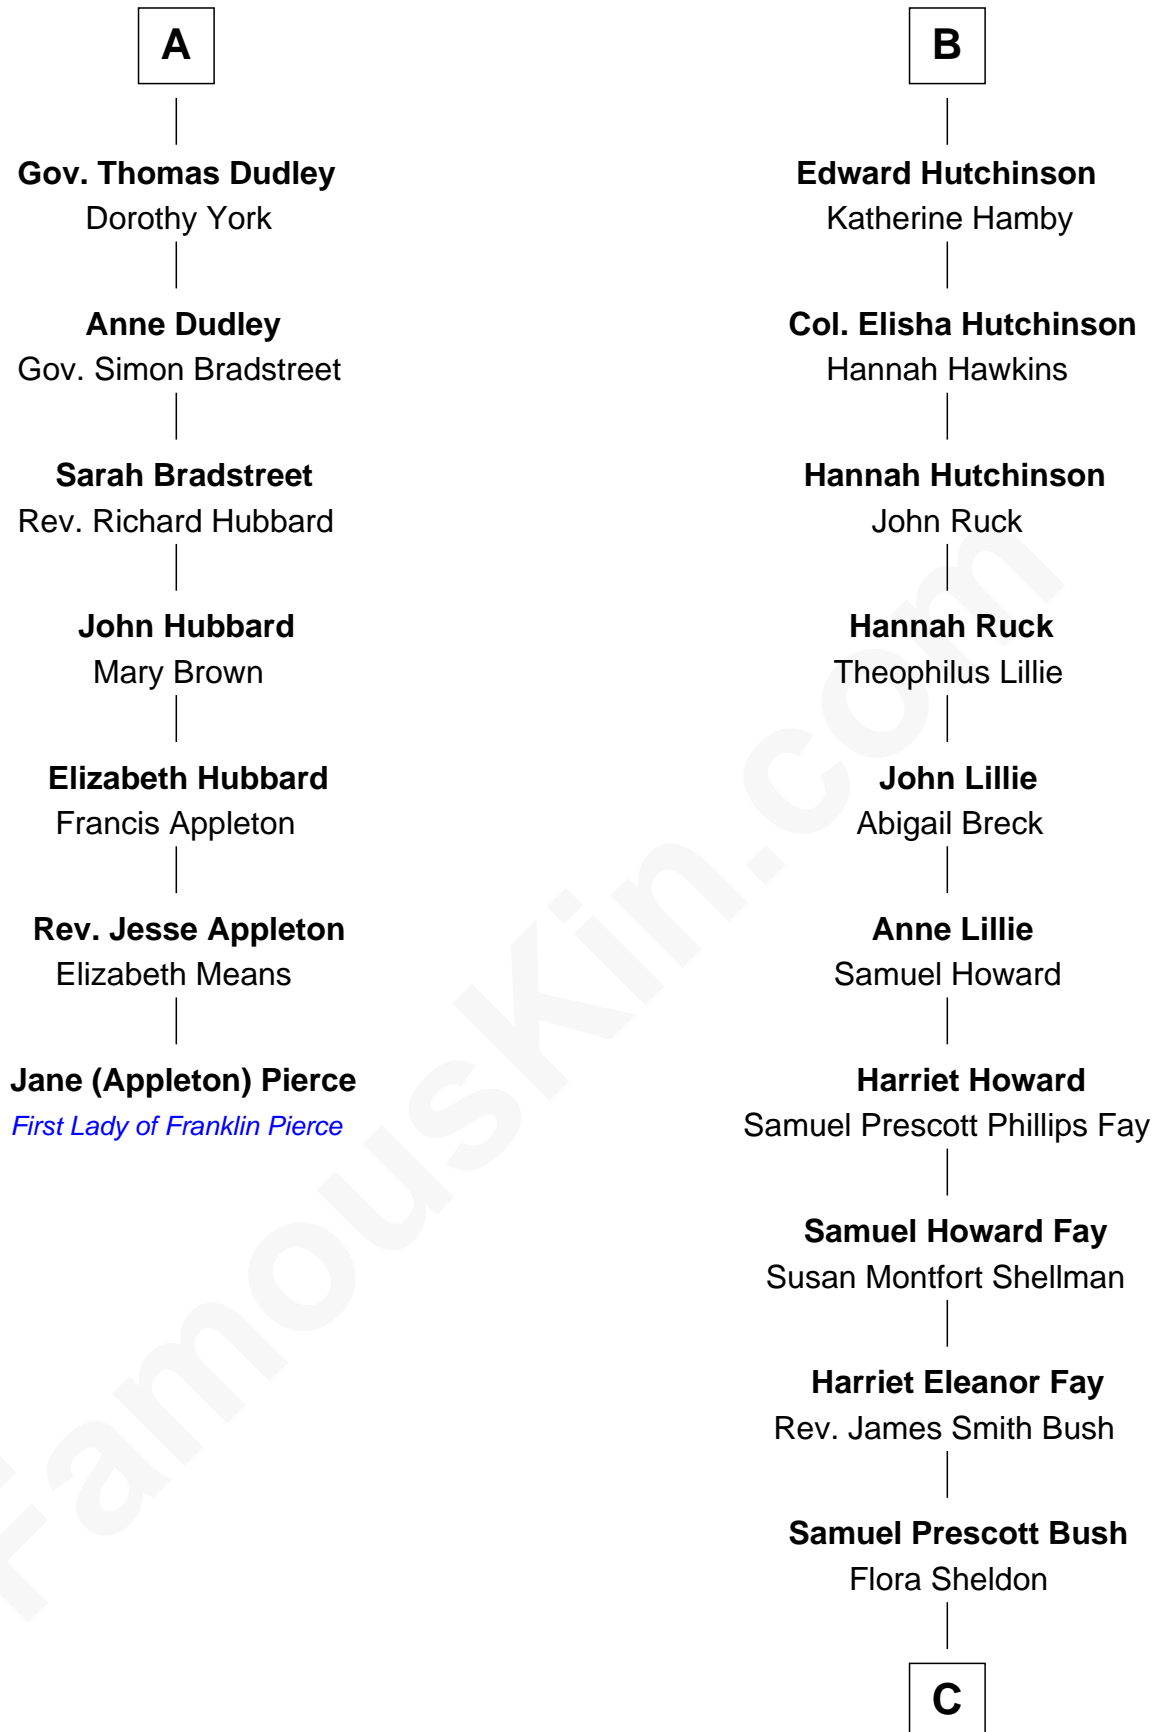 A
Gov. Thomas Dudley
Dorothy York
Anne Dudley
Gov. Simon Bradstreet
Sarah Bradstreet
Rev. Richard Hubbard
John Hubbard
Mary Brown
Elizabeth Hubbard
Francis Appleton
Rev. Jesse Appleton
Elizabeth Means
Jane (Appleton) Pierce
First Lady of Franklin Pierce
B
Edward Hutchinson
Katherine Hamby
Col. Elisha Hutchinson
Hannah Hawkins
Hannah Hutchinson
John Ruck
Hannah Ruck
Theophilus Lillie
John Lillie
Abigail Breck
Anne Lillie
Samuel Howard
Harriet Howard
Samuel Prescott Phillips Fay
Samuel Howard Fay
Susan Montfort Shellman
Harriet Eleanor Fay
Rev. James Smith Bush
Samuel Prescott Bush
Flora Sheldon
C
FamousKin.com